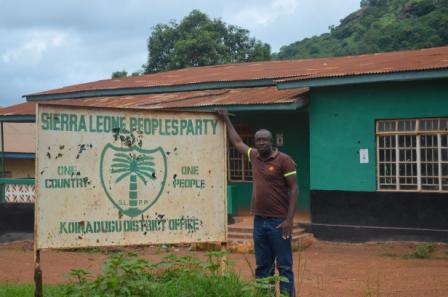 SIERRA LEONE PEOPLES PARTY
ONE COUNTRY
ONE PEOPLE
S.L.P.P.
KOINADUGU DISTRICT OFFICE